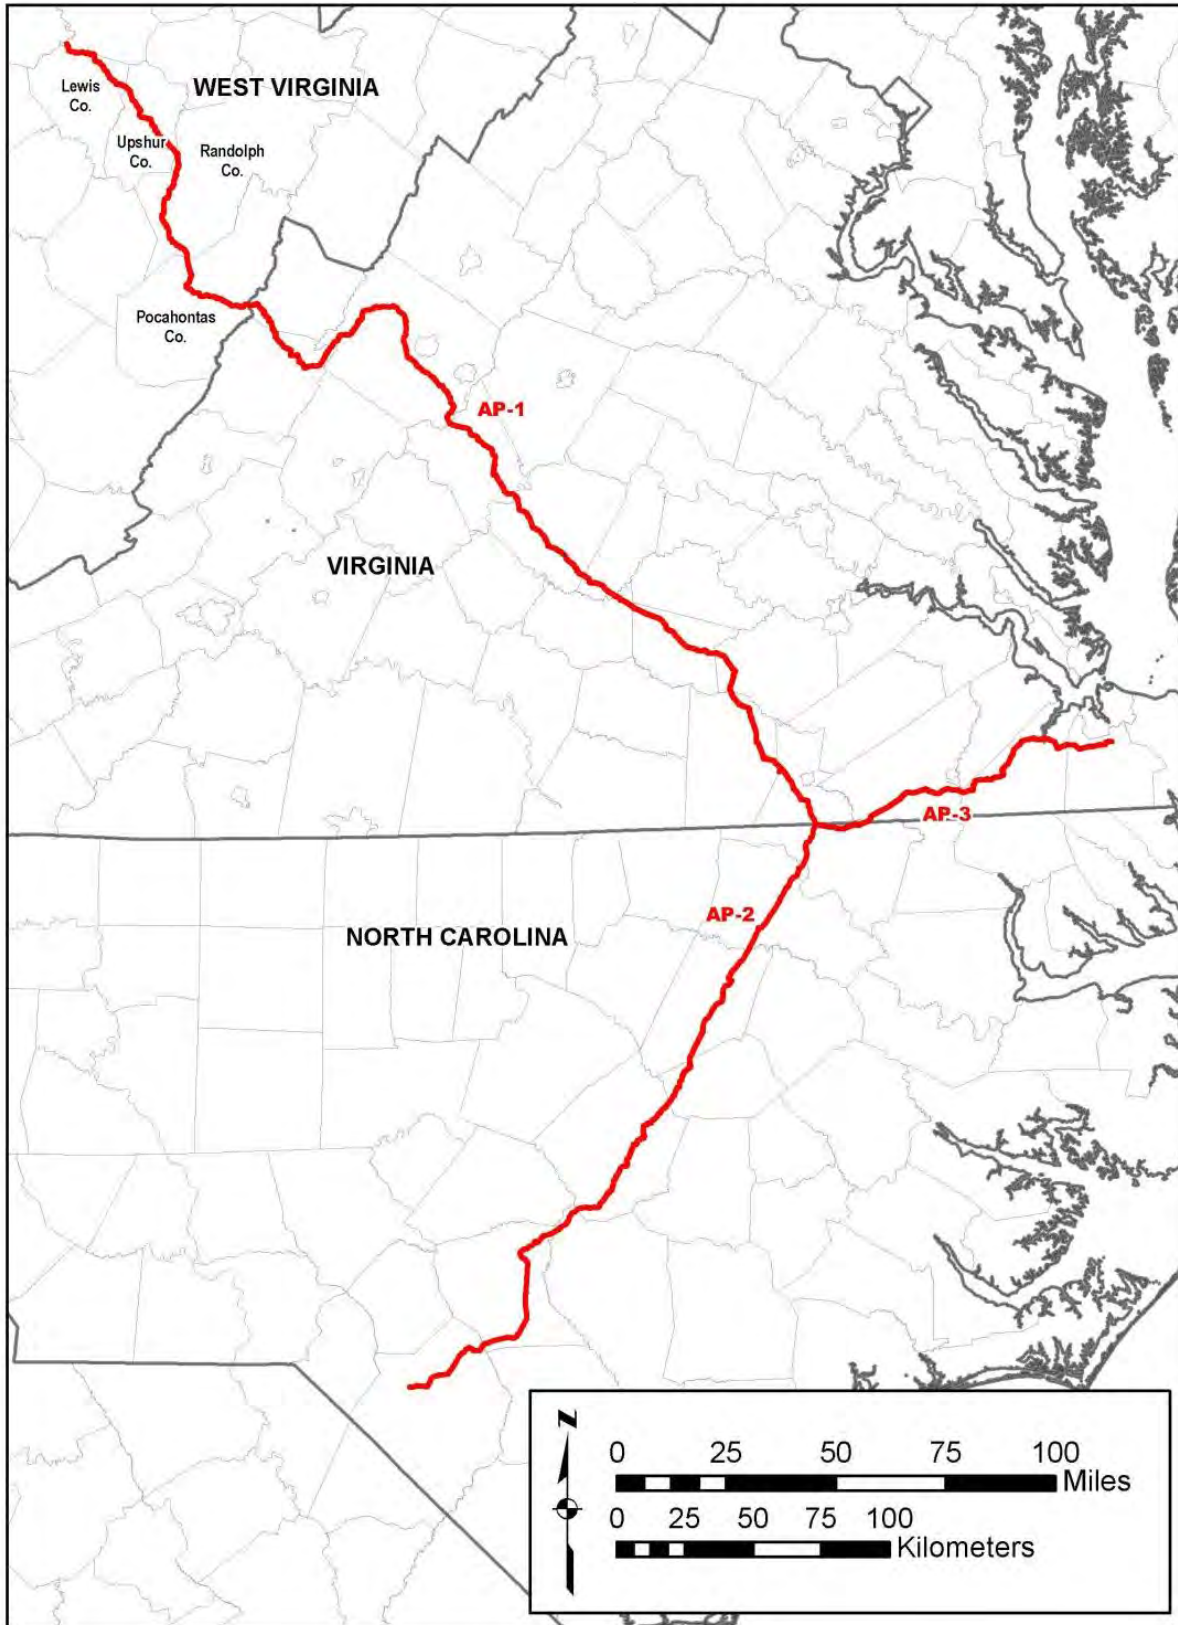 WEST VIRGINIA
Lewis
Co.
Upshur
Co.
Randolph
Co.
Pocahontas
Co.
AP-1
VIRGINIA
AP-3
AP-2
NORTH CAROLINA
N
0 25 50 75 100
Miles
0 25 50 75 100
Kilometers